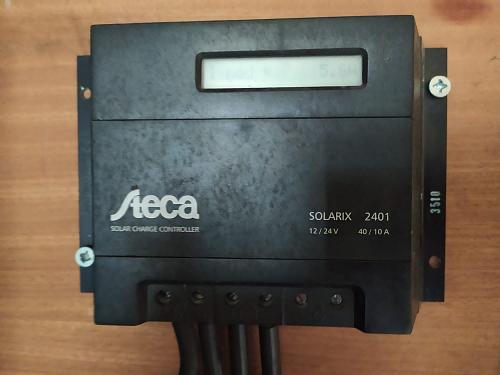 Steca
SOLAR CHARGE CONTROLLER
SOLARIX 2401
12 / 24 V 40 / 10 A
3510